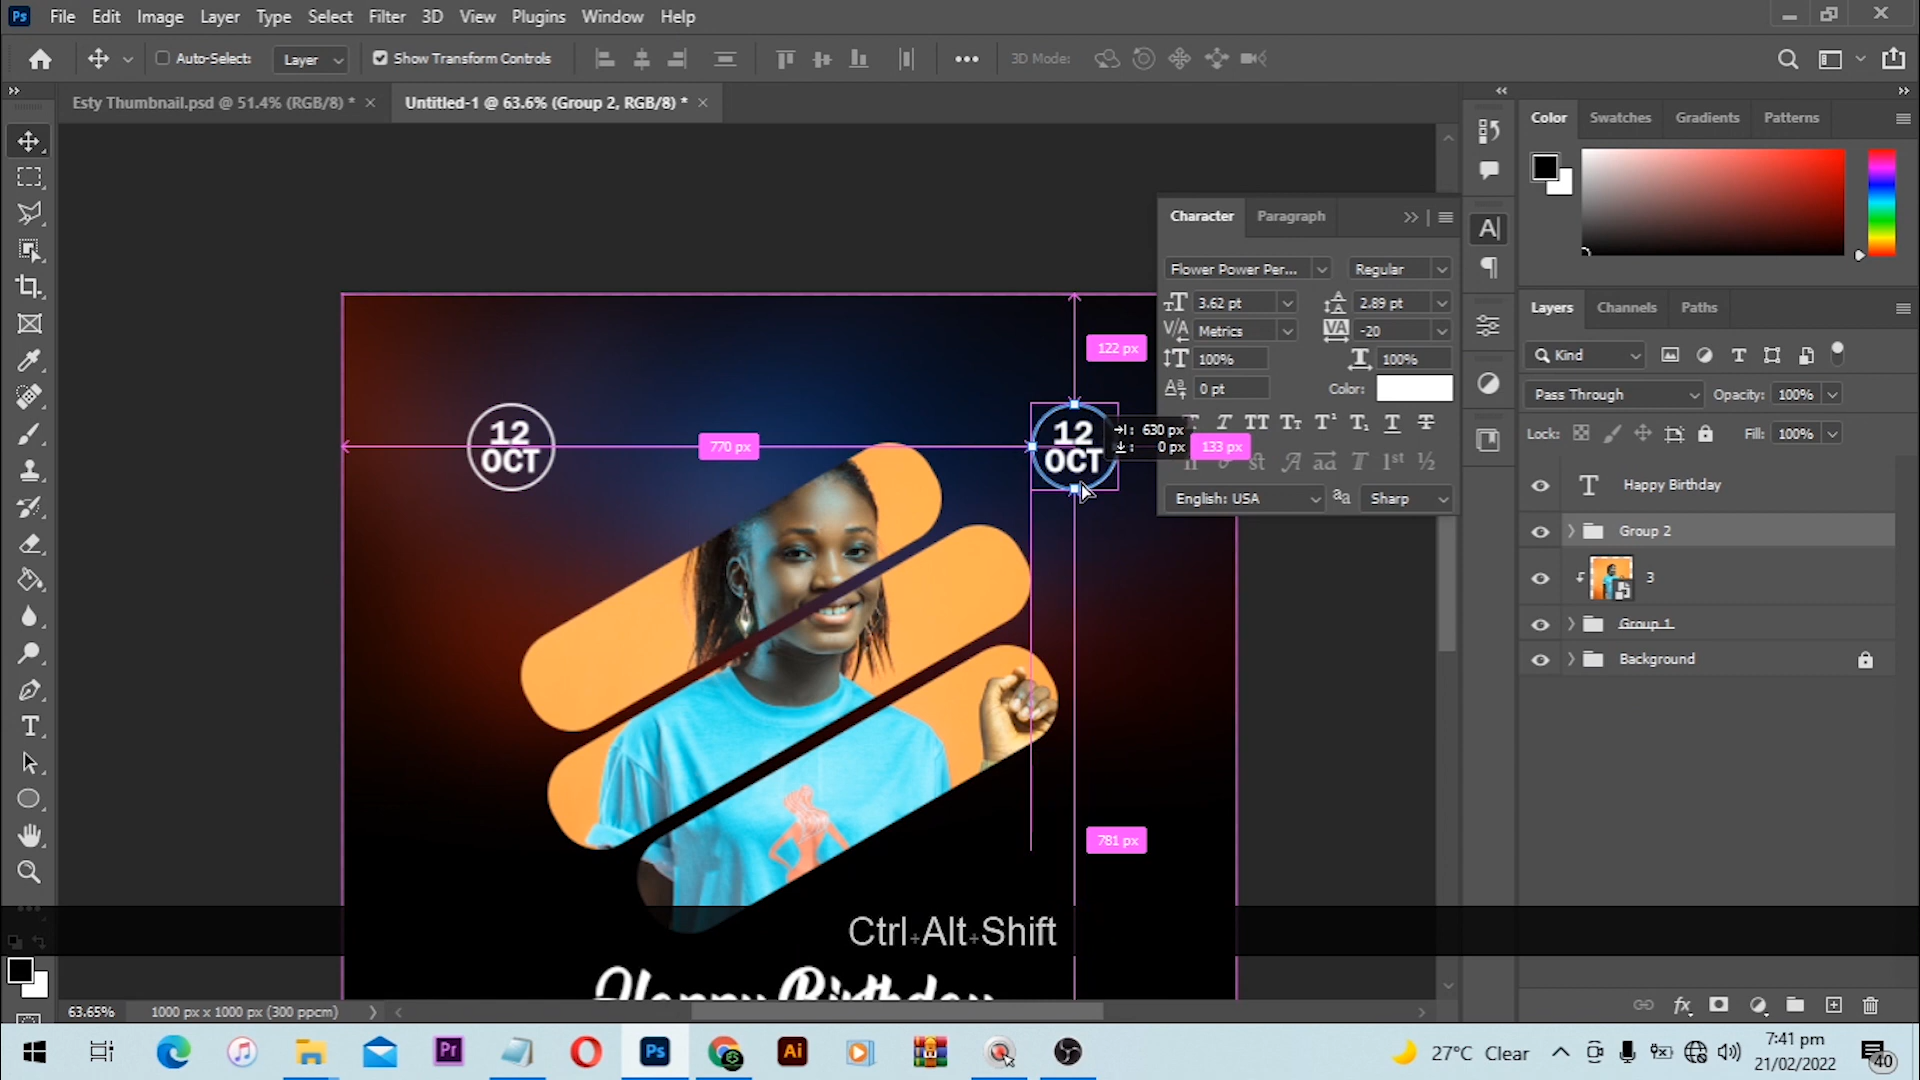 File Edit Image Layer Type Select Filter 3D View Plugins Window Help
Auto-Select: Layer Show Transform Controls 3D Mode:
Esty Thumbnail.psd @ 51.4% (RGB/8) * Untitled-1 @ 63.6% (Group 2, RGB/8) *
Color Swatches Gradients Patterns
Character Paragraph
Flower Power Per... Regular
3.62 pt 2.89 pt
Metrics -20
100% 100%
0 pt Color:
English: USA Sharp
122 px
12
OCT
770 px
12
OCT
630 px
0 px
133 px
781 px
Happy Birthday
Ctrl+Alt+Shift
Layers Channels Paths
Kind
Pass Through Opacity: 100%
Lock: Fill: 100%
Happy Birthday
Group 2
3
Group 1
Background
63.65% 1000 px x 1000 px (300 ppcm)
27°C Clear
7:41 pm
21/02/2022
40